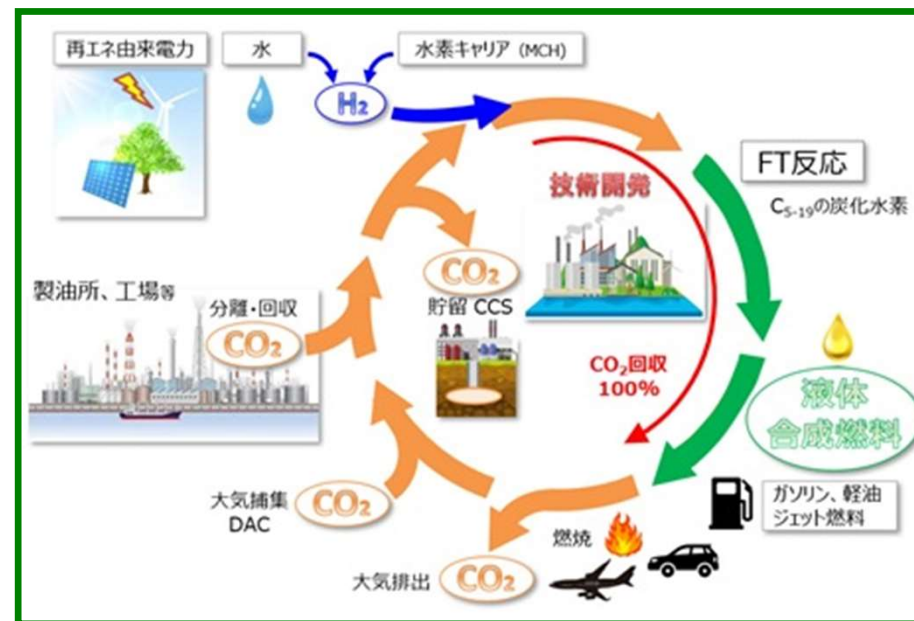 再エネ由来電力
水
水素キャリア (MCH)
H₂
FT反応
C₅₋₁₉の炭化水素
技術開発
CO₂
貯留 CCS
製油所、工場等
分離・回収
CO₂
CO₂回収
100%
液体
合成燃料
ガソリン、軽油
ジェット燃料
大気捕集
DAC
CO₂
燃焼
大気排出
CO₂